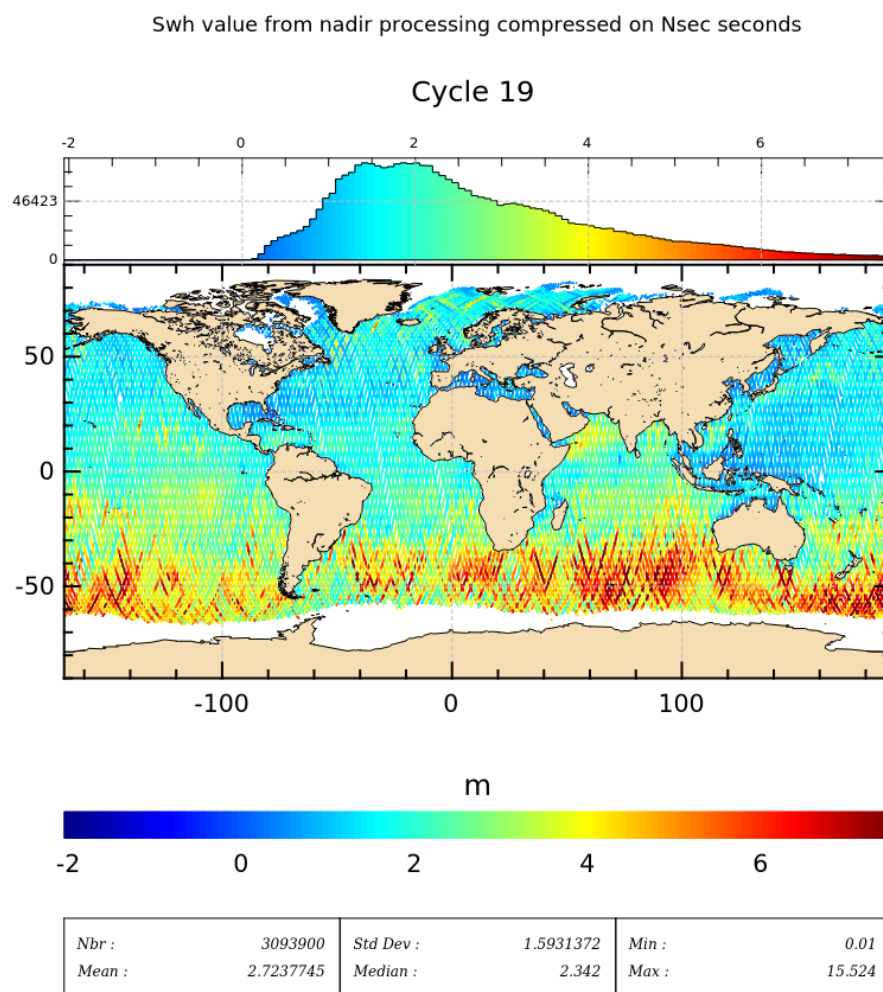 Swh value from nadir processing compressed on Nsec seconds
Cycle 19
-2 0 2 4 6
46423
0
50
0
-50
-100 0 100
m
-2 0 2 4 6
Nbr : 3093900 Std Dev : 1.5931372 Min : 0.01
Mean : 2.7237745 Median : 2.342 Max : 15.524